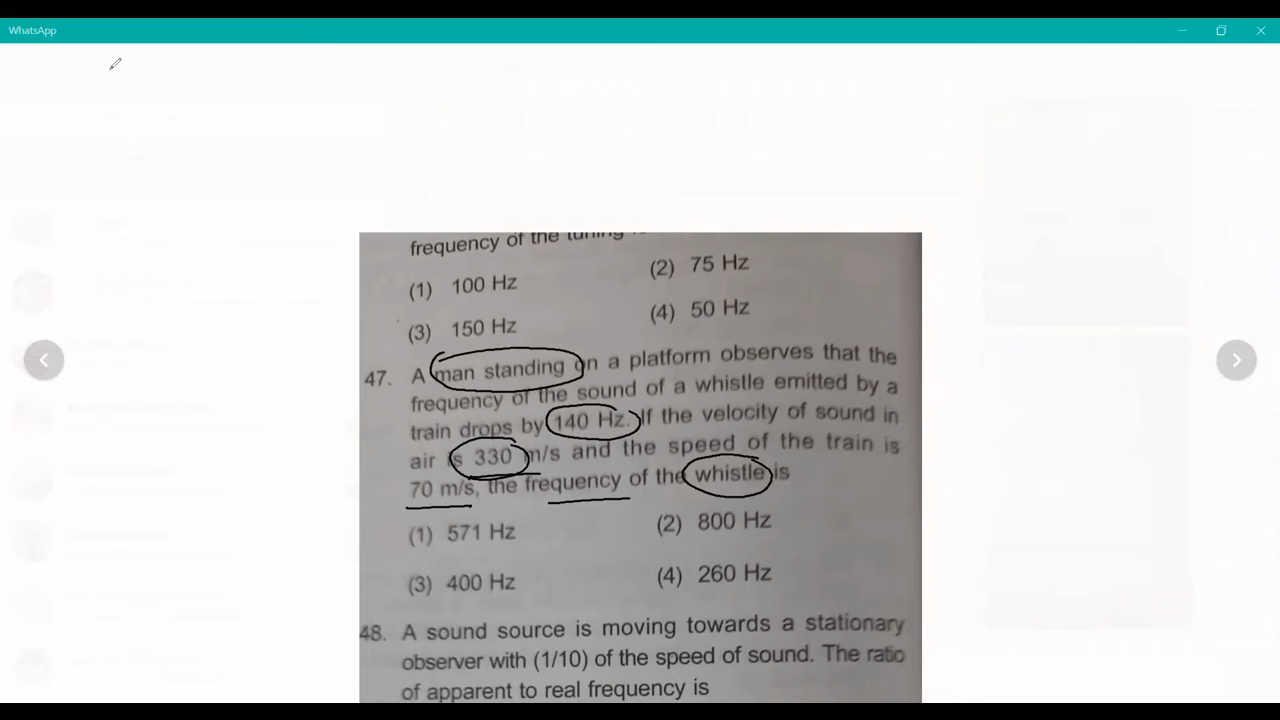 WhatsApp
frequency of the tuning
(1) 100 Hz
(2) 75 Hz
(3) 150 Hz
(4) 50 Hz
47. A man standing on a platform observes that the
frequency of the sound of a whistle emitted by a
train drops by 140 Hz. If the velocity of sound in
air is 330 m/s and the speed of the train is
70 m/s, the frequency of the whistle is
(1) 571 Hz
(2) 800 Hz
(3) 400 Hz
(4) 260 Hz
48. A sound source is moving towards a stationary
observer with (1/10) of the speed of sound. The ratio
of apparent to real frequency is